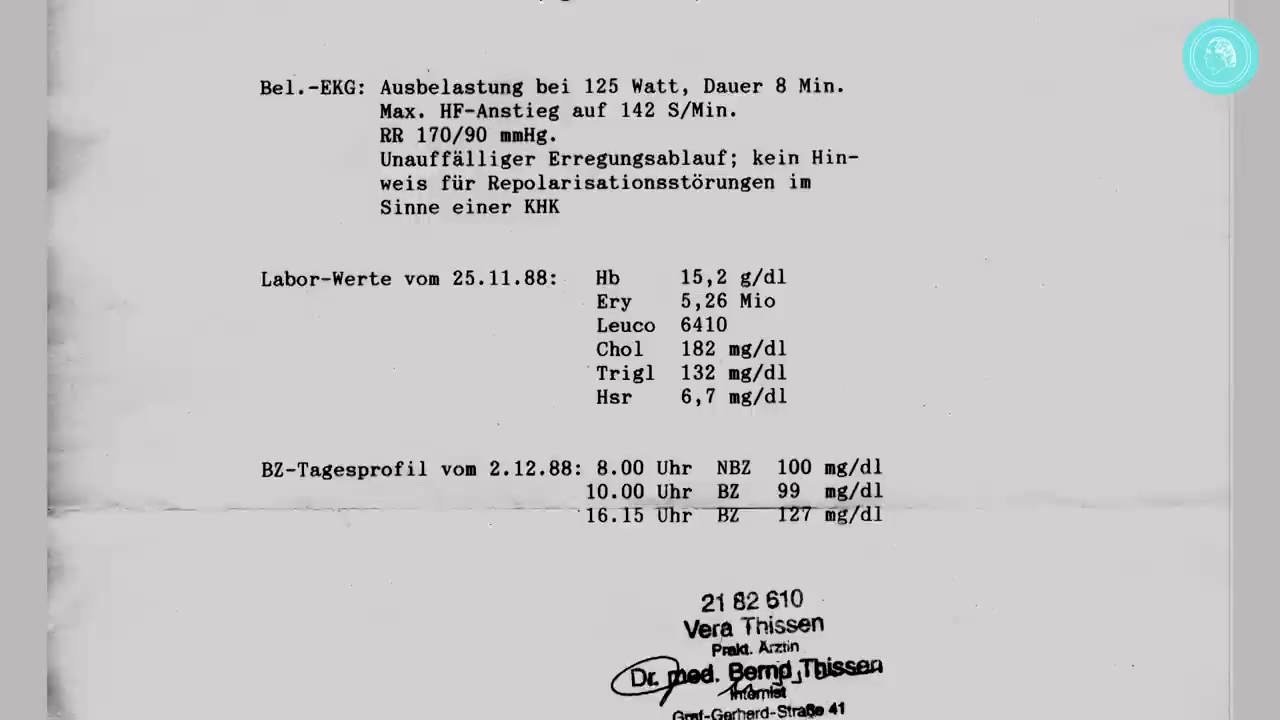 Bel.-EKG: Ausbelastung bei 125 Watt, Dauer 8 Min.
Max. HF-Anstieg auf 142 S/Min.
RR 170/90 mmHg.
Unauffälliger Erregungsablauf; kein Hin-
weis für Repolarisationsstörungen im
Sinne einer KHK
Labor-Werte vom 25.11.88: Hb 15,2 g/dl
Ery 5,26 Mio
Leuco 6410
Chol 182 mg/dl
Trigl 132 mg/dl
Hsr 6,7 mg/dl
BZ-Tagesprofil vom 2.12.88: 8.00 Uhr NBZ 100 mg/dl
10.00 Uhr BZ 99 mg/dl
16.15 Uhr BZ 127 mg/dl
21 82 610
Vera Thissen
Prakt. Ärztin
Dr. med. Bernd Thissen
Internist
Graf-Gerhard-Straße 41